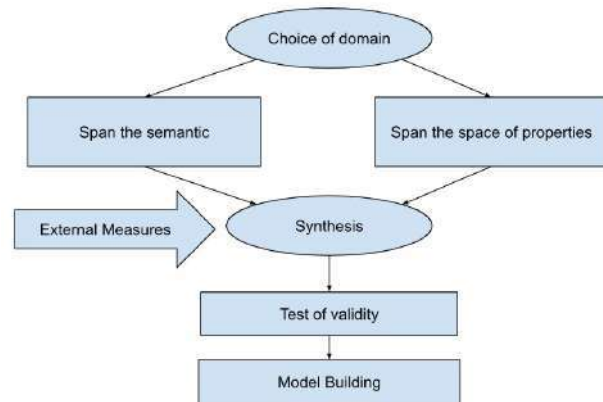 Choice of domain
Span the semantic
Span the space of properties
External Measures
Synthesis
Test of validity
Model Building